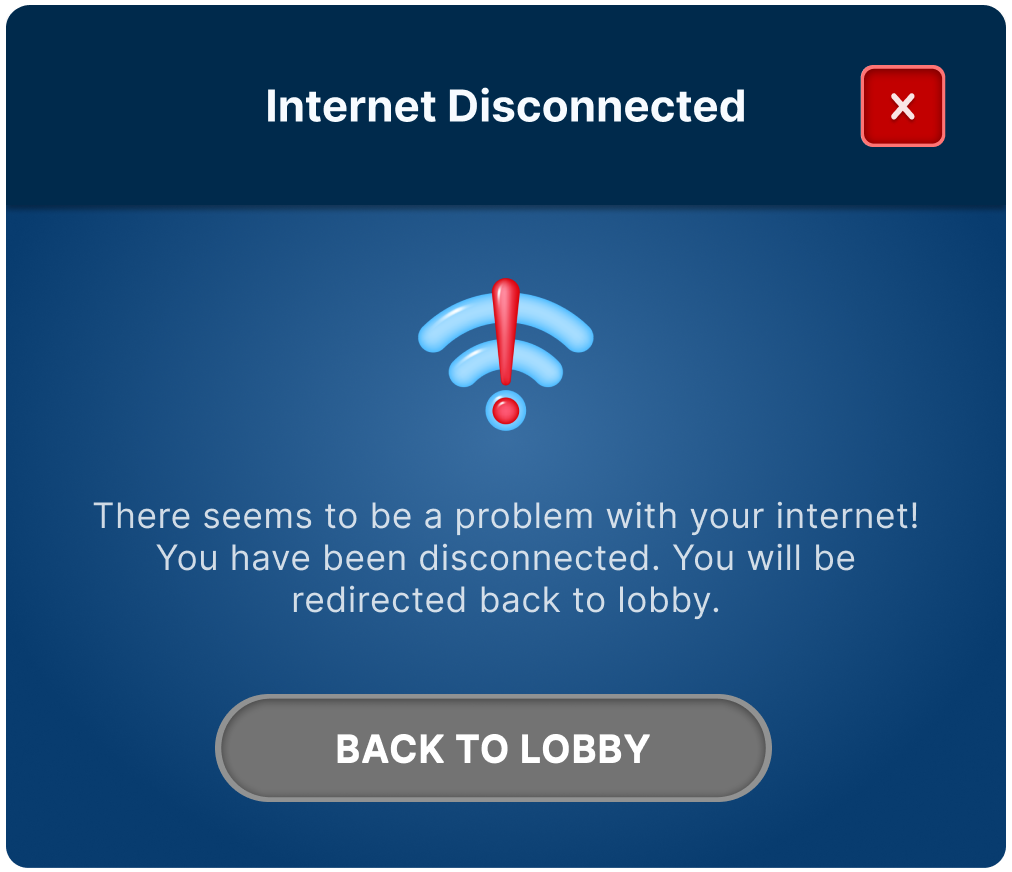 Internet Disconnected
There seems to be a problem with your internet!
You have been disconnected. You will be
redirected back to lobby.
BACK TO LOBBY